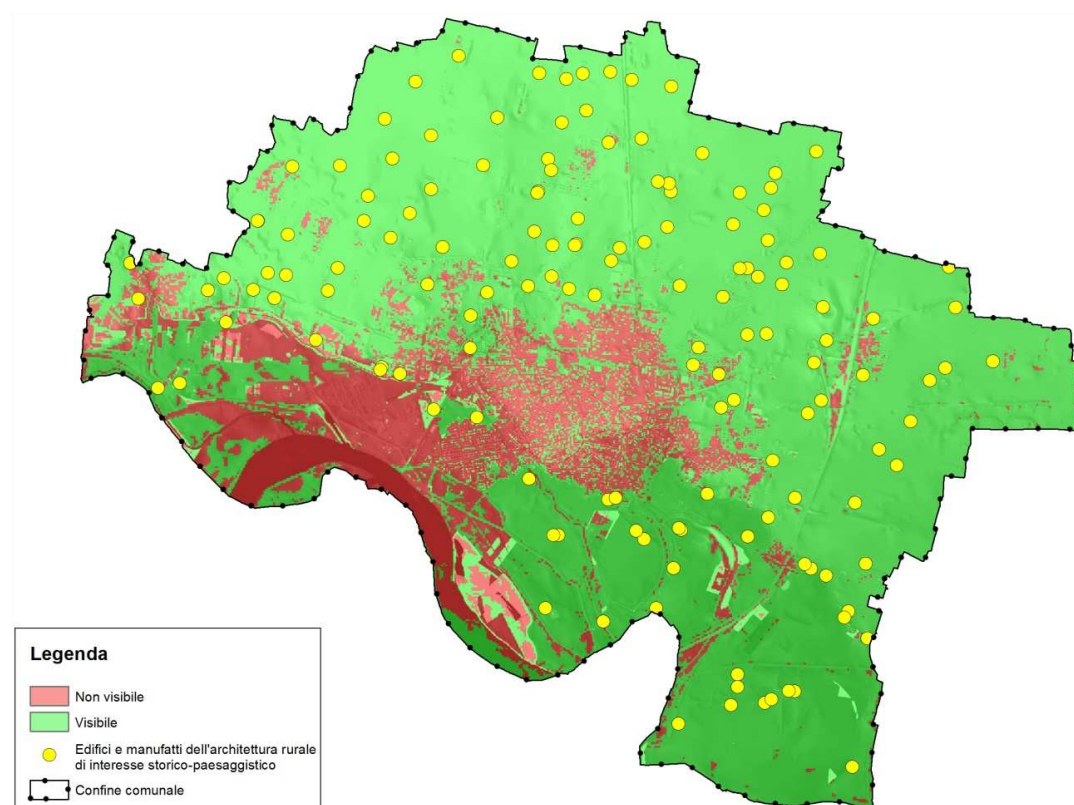 Legenda
Non visibile
Visibile
Edifici e manufatti dell'architettura rurale
di interesse storico-paesaggistico
Confine comunale